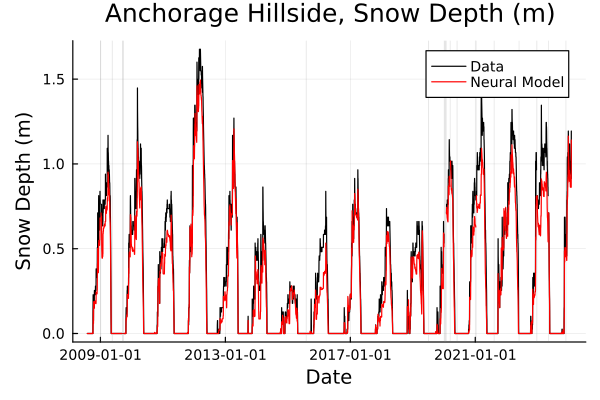 Anchorage Hillside, Snow Depth (m)
Data
Neural Model
Snow Depth (m)
1.5
1.0
0.5
0.0
2009-01-01 2013-01-01 2017-01-01 2021-01-01
Date